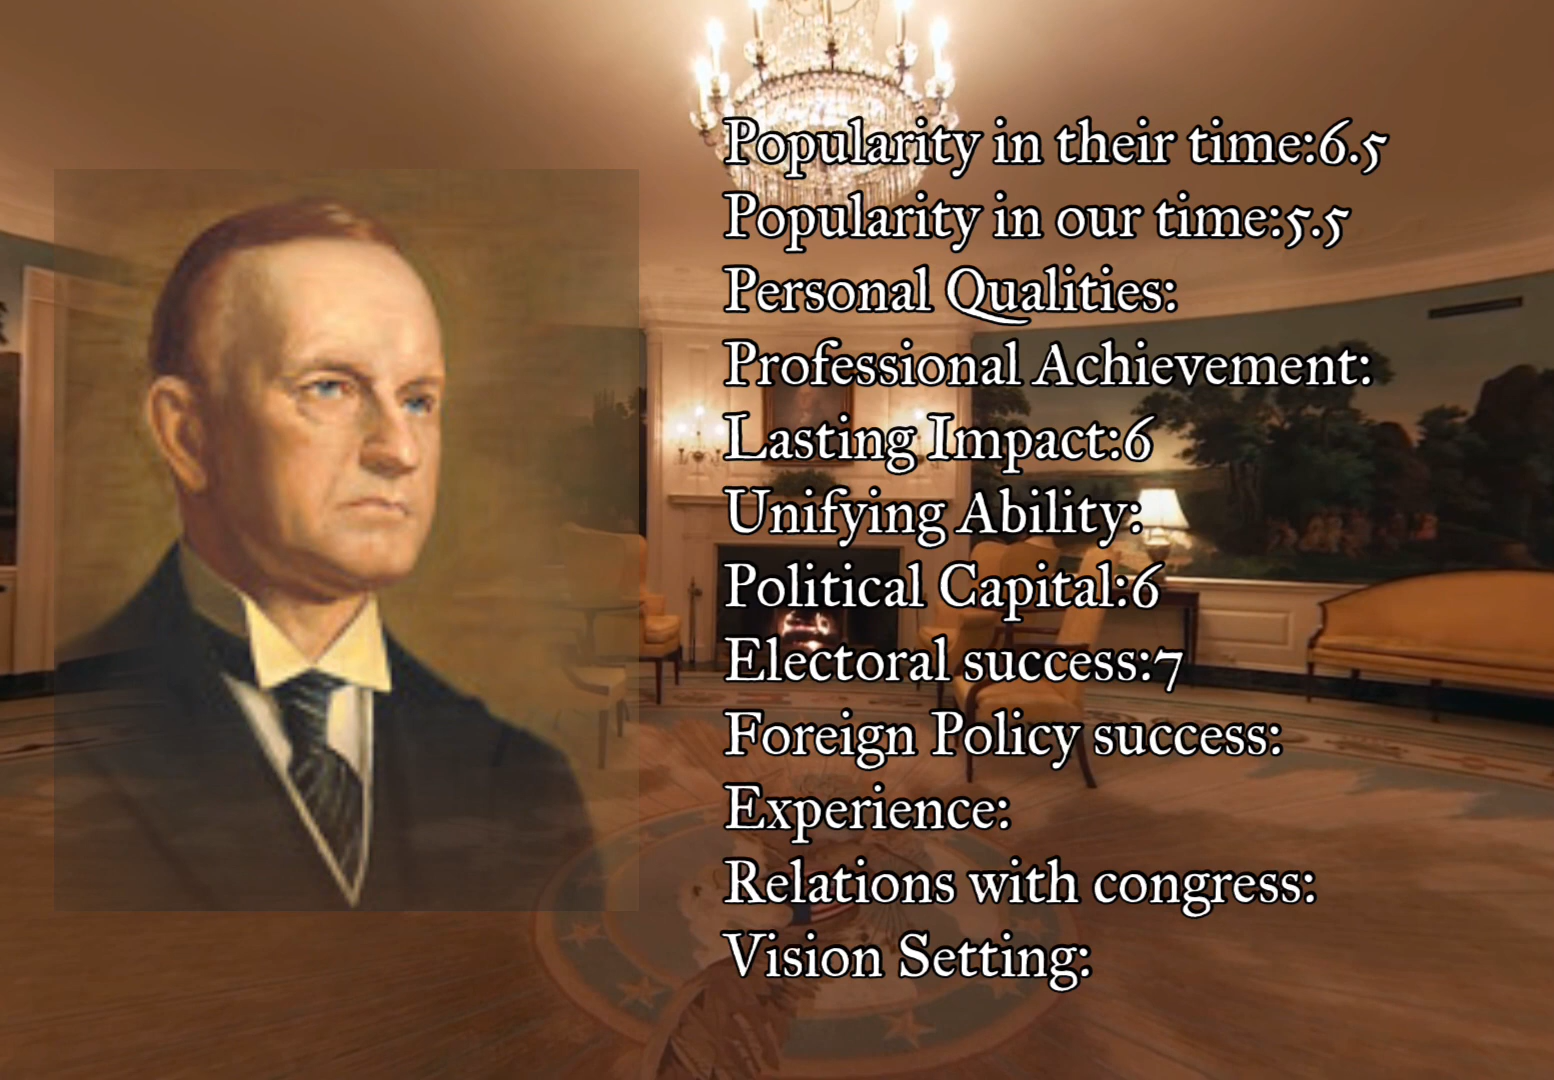 Popularity in their time:6.5
Popularity in our time:5.5
Personal Qualities:
Professional Achievement:
Lasting Impact:6
Unifying Ability:
Political Capital:6
Electoral success:7
Foreign Policy success:
Experience:
Relations with congress:
Vision Setting: